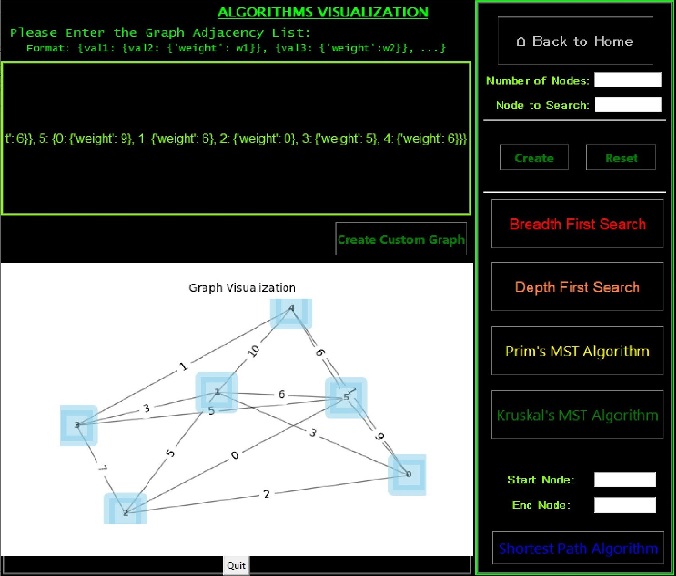 ALGORITHMS VISUALIZATION
Please Enter the Graph Adjacency List:
Format: {val1: {val2: {'weight': w1}}, {val3: {'weight':w2}}, ...}
t': 6}}, 5: {0: {'weight': 9}, 1: {'weight': 6}, 2: {'weight': 0}, 3: {'weight': 5}, 4: {'weight': 6}}}
Create Custom Graph
Graph Visualization
4
1
10
6
1
6
5
3
5
3
3
9
5
0
0
2
2
Quit
⌂ Back to Home
Number of Nodes:
Node to Search:
Create
Reset
Breadth First Search
Depth First Search
Prim's MST Algorithm
Kruskal's MST Algorithm
Start Node:
End Node:
Shortest Path Algorithm